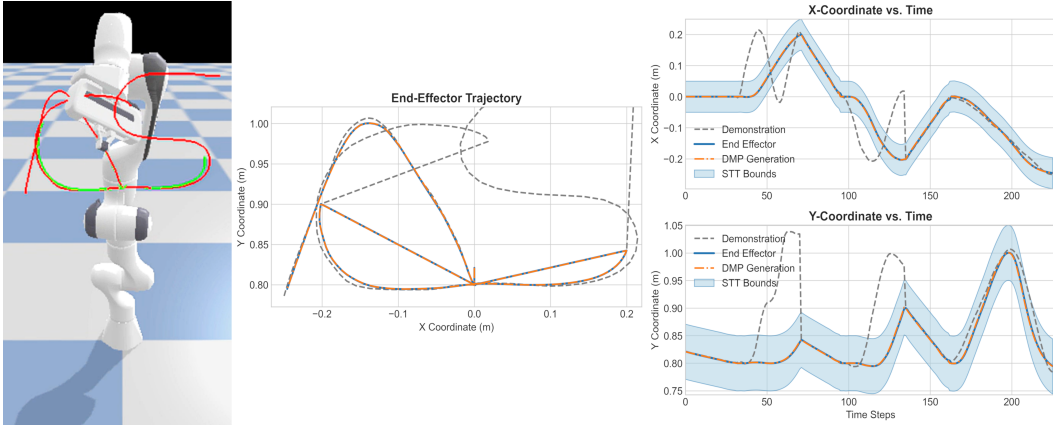 End-Effector Trajectory
1.00
0.95
0.90
0.85
0.80
Y Coordinate (m)
−0.2
−0.1
0.0
0.1
0.2
X Coordinate (m)
X-Coordinate vs. Time
0.2
0.1
0.0
−0.1
−0.2
X Coordinate (m)
Demonstration
End Effector
DMP Generation
STT Bounds
0
50
100
150
200
Y-Coordinate vs. Time
1.05
1.00
0.95
0.90
0.85
0.80
0.75
Y Coordinate (m)
Demonstration
End Effector
DMP Generation
STT Bounds
0
50
100
150
200
Time Steps